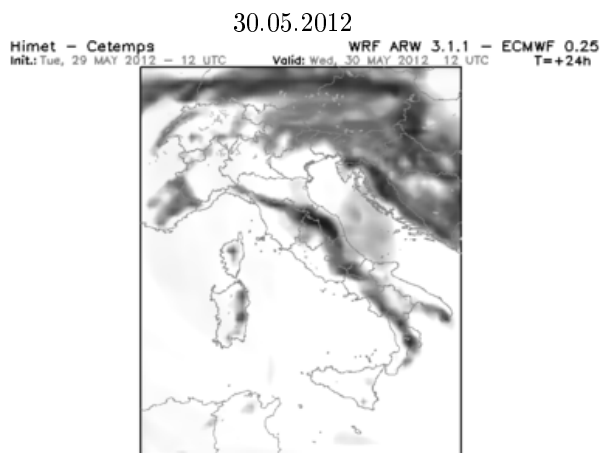 30.05.2012
Himet - Cetemps WRF ARW 3.1.1 - ECMWF 0.25
Init.: Tue, 29 MAY 2012 - 12 UTC Valid: Wed, 30 MAY 2012 12 UTC T=+24h